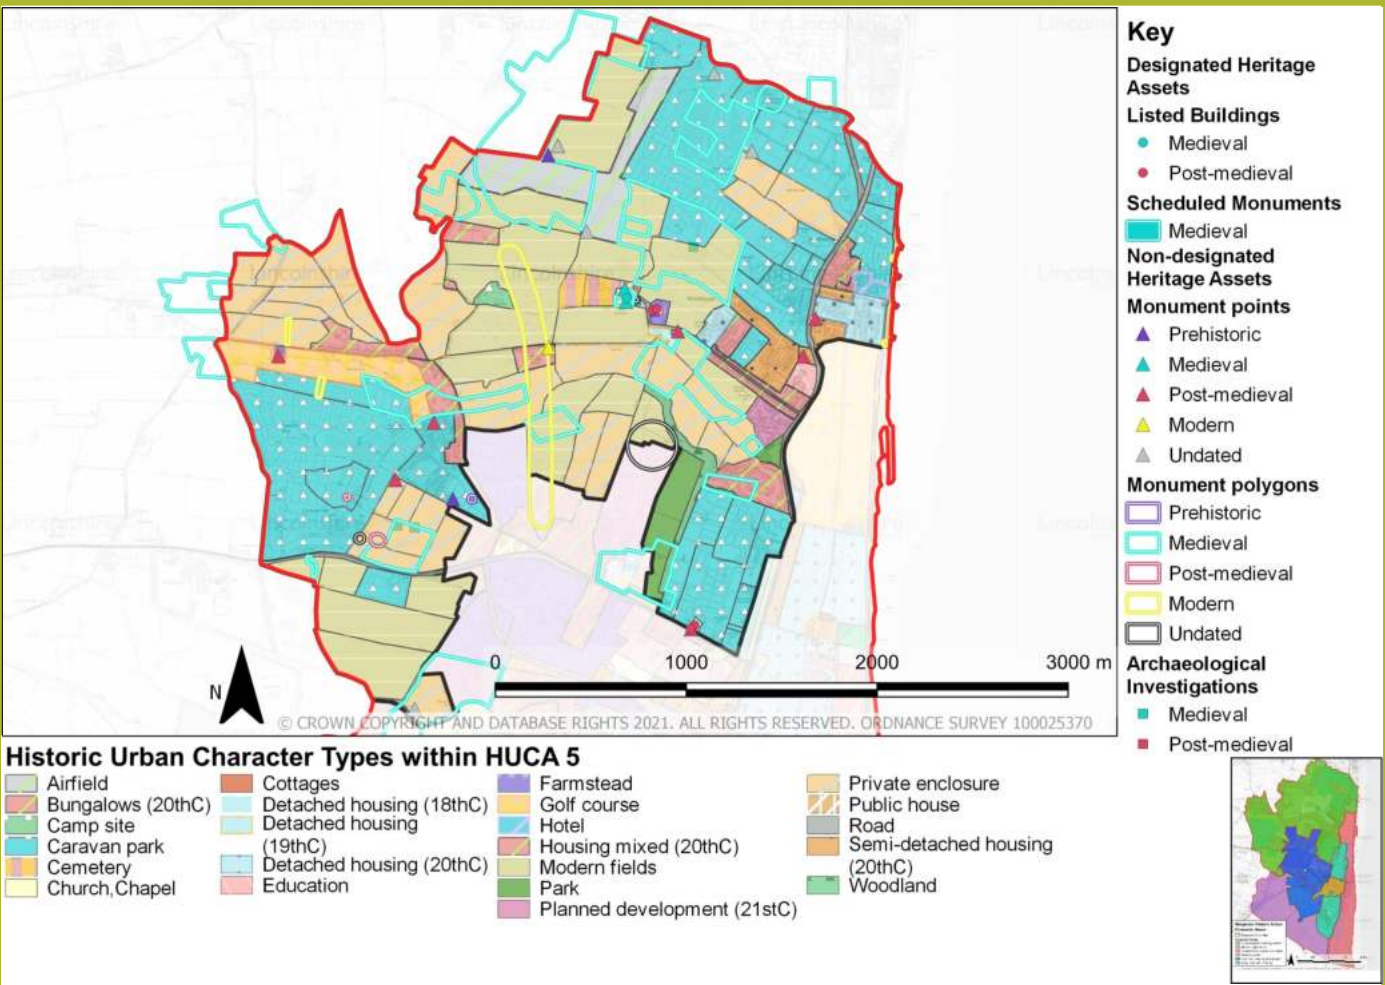 Key
Designated Heritage
Assets
Listed Buildings
Medieval
Post-medieval
Scheduled Monuments
Medieval
Non-designated
Heritage Assets
Monument points
Prehistoric
Medieval
Post-medieval
Modern
Undated
Monument polygons
Prehistoric
Medieval
Post-medieval
Modern
Undated
Archaeological
Investigations
Medieval
Post-medieval
N
0 1000 2000 3000 m
© CROWN COPYRIGHT AND DATABASE RIGHTS 2021. ALL RIGHTS RESERVED. ORDNANCE SURVEY 100025370
Historic Urban Character Types within HUCA 5
Airfield
Bungalows (20thC)
Camp site
Caravan park
Cemetery
Church,Chapel
Cottages
Detached housing (18thC)
Detached housing
(19thC)
Detached housing (20thC)
Education
Farmstead
Golf course
Hotel
Housing mixed (20thC)
Modern fields
Park
Planned development (21stC)
Private enclosure
Public house
Road
Semi-detached housing
(20thC)
Woodland